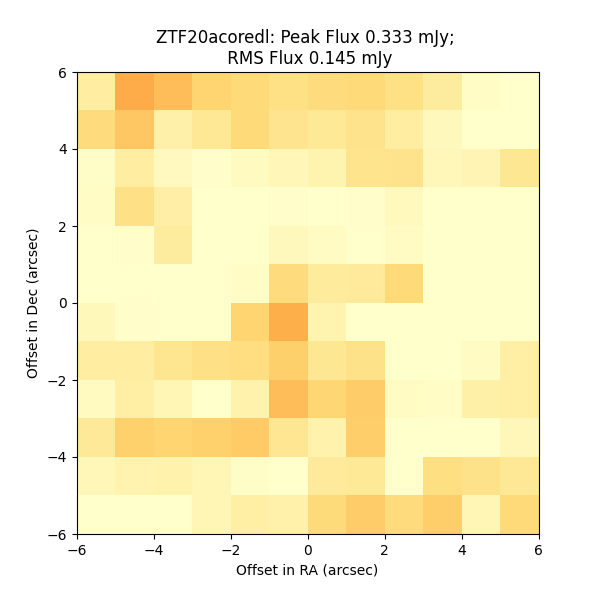 ZTF20acoredl: Peak Flux 0.333 mJy;
RMS Flux 0.145 mJy
6
4
2
0
−2
−4
−6
Offset in Dec (arcsec)
−6 −4 −2 0 2 4 6
Offset in RA (arcsec)